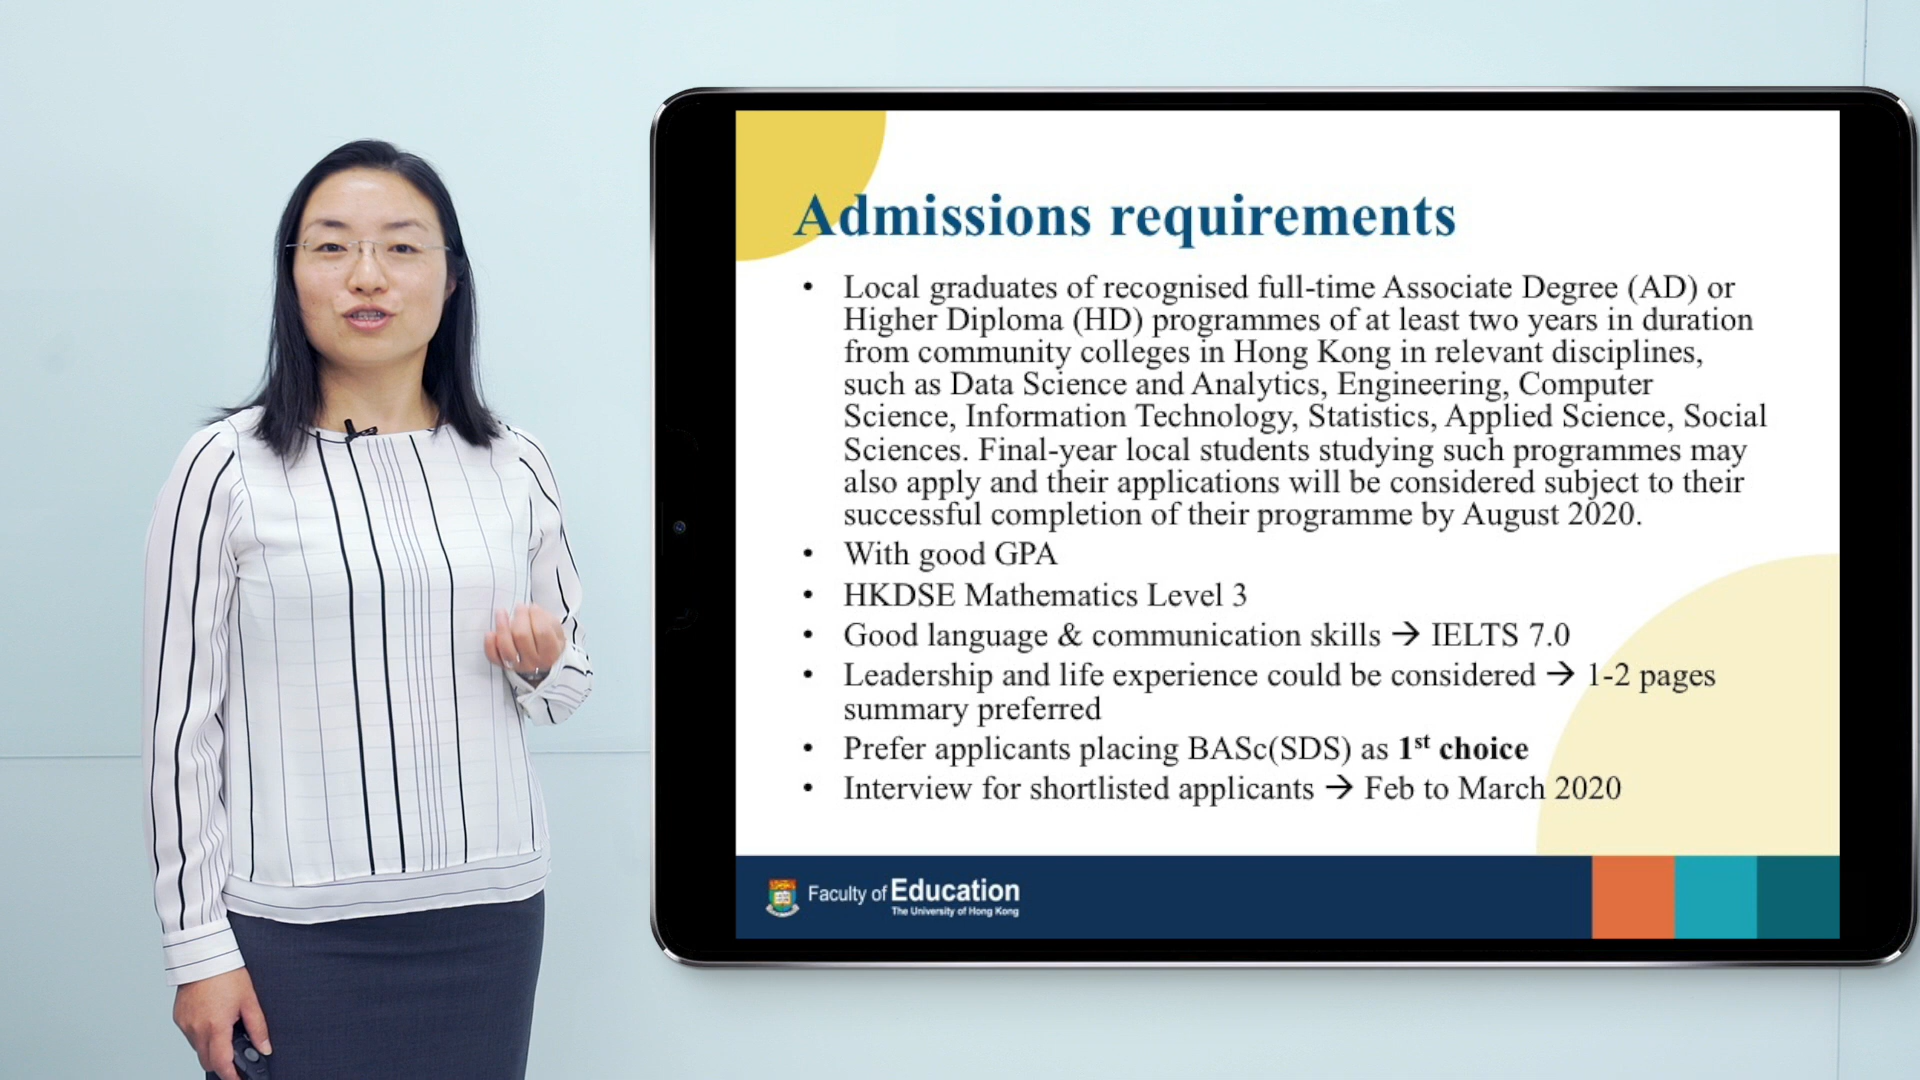 Admissions requirements
• Local graduates of recognised full-time Associate Degree (AD) or
Higher Diploma (HD) programmes of at least two years in duration
from community colleges in Hong Kong in relevant disciplines,
such as Data Science and Analytics, Engineering, Computer
Science, Information Technology, Statistics, Applied Science, Social
Sciences. Final-year local students studying such programmes may
also apply and their applications will be considered subject to their
successful completion of their programme by August 2020.
• With good GPA
• HKDSE Mathematics Level 3
• Good language & communication skills → IELTS 7.0
• Leadership and life experience could be considered → 1-2 pages
summary preferred
• Prefer applicants placing BASc(SDS) as 1st choice
• Interview for shortlisted applicants → Feb to March 2020
Faculty of Education
The University of Hong Kong